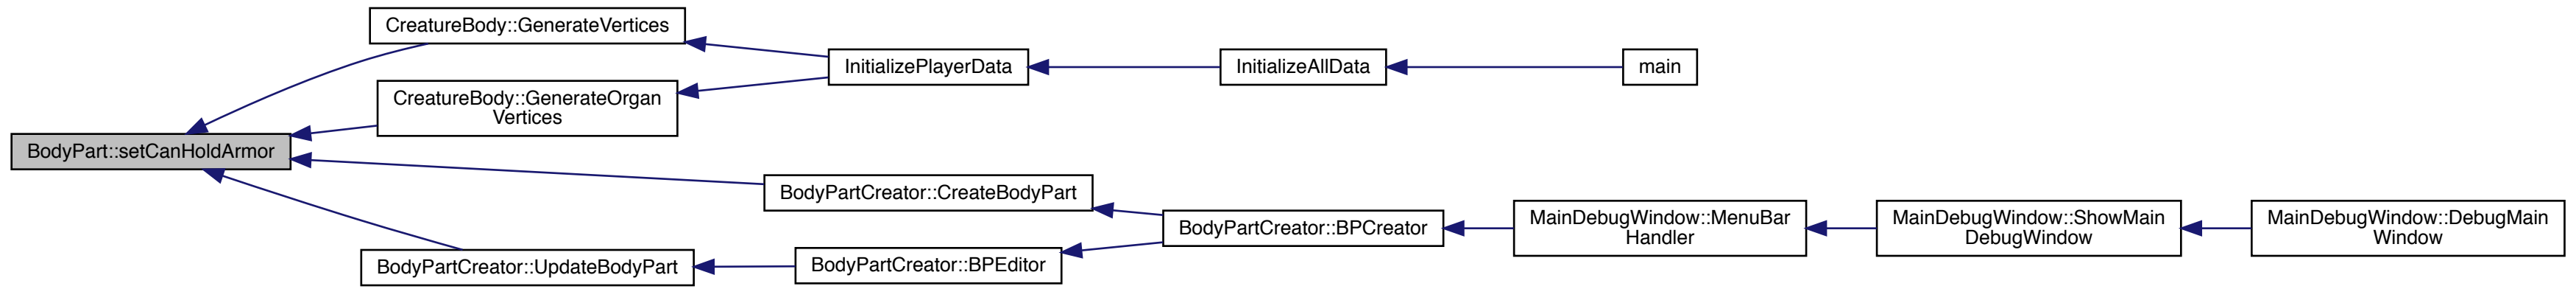 BodyPart::setCanHoldArmor
CreatureBody::GenerateVertices
CreatureBody::GenerateOrgan
Vertices
InitializePlayerData
InitializeAllData
main
BodyPartCreator::CreateBodyPart
BodyPartCreator::BPCreator
MainDebugWindow::MenuBar
Handler
MainDebugWindow::ShowMain
DebugWindow
MainDebugWindow::DebugMain
Window
BodyPartCreator::UpdateBodyPart
BodyPartCreator::BPEditor